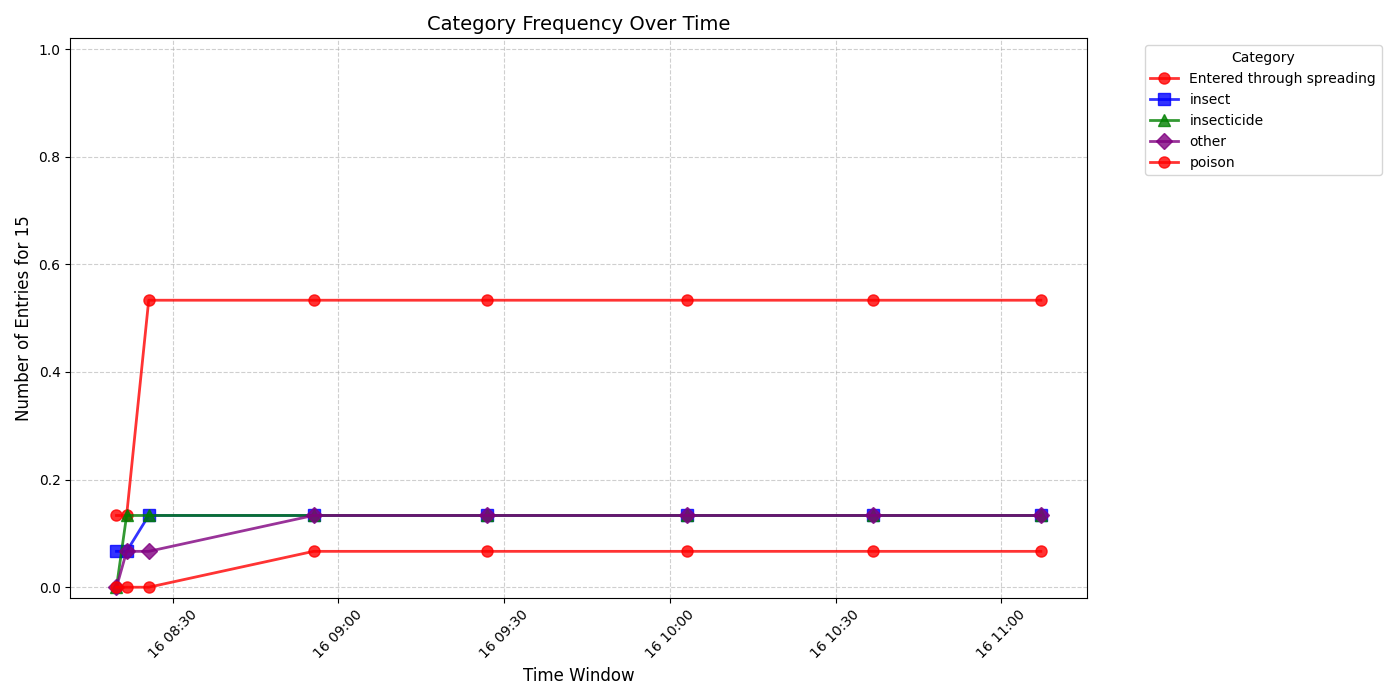 Category Frequency Over Time
Number of Entries for 15
1.0
0.8
0.6
0.4
0.2
0.0
16 08:30
16 09:00
16 09:30
16 10:00
16 10:30
16 11:00
Time Window
Category
Entered through spreading
insect
insecticide
other
poison